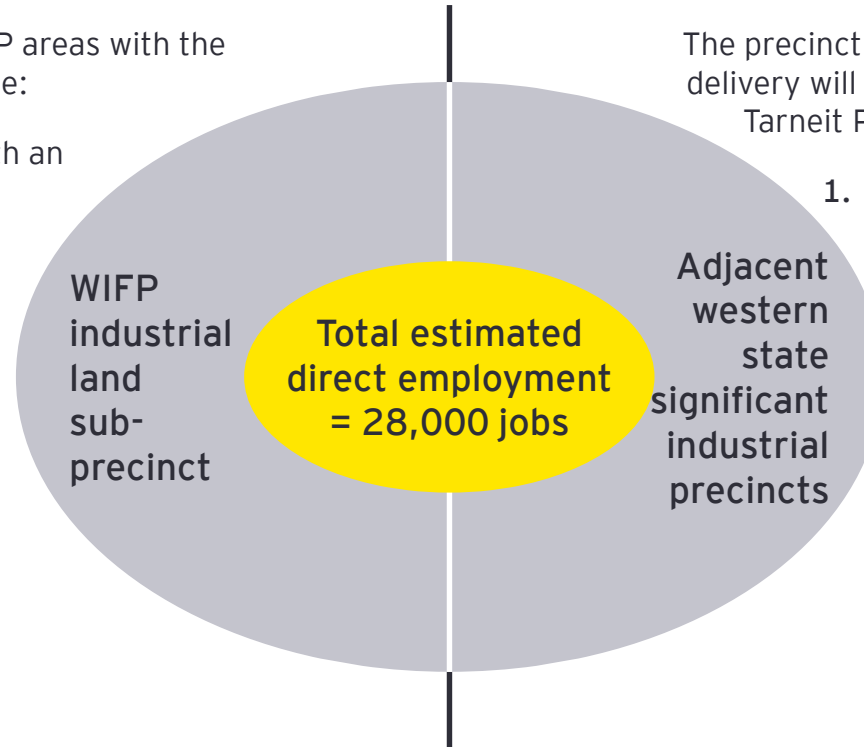 P areas with the
e:
h an
The precinct
delivery will
Tarneit P
1.
WIFP
industrial
land
sub-
precinct
Total estimated
direct employment
= 28,000 jobs
Adjacent
western
state
significant
industrial
precincts